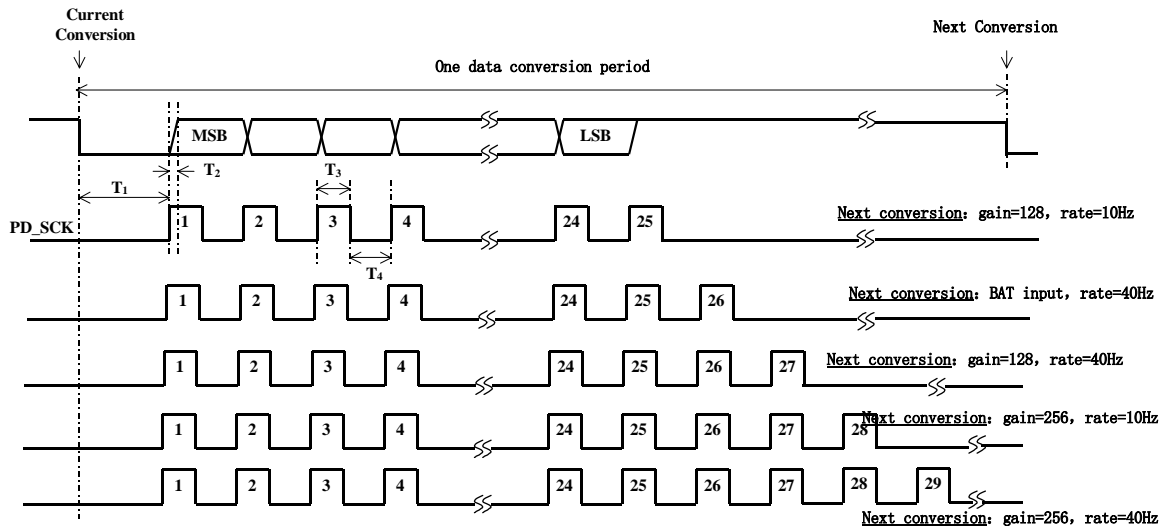 Current
Conversion
Next Conversion
One data conversion period
MSB
LSB
T₂
T₃
T₁
PD_SCK
1 2 3 4 24 25
Next conversion: gain=128, rate=10Hz
T₄
1 2 3 4 24 25 26
Next conversion: BAT input, rate=40Hz
1 2 3 4 24 25 26 27
Next conversion: gain=128, rate=40Hz
1 2 3 4 24 25 26 27 28
Next conversion: gain=256, rate=10Hz
1 2 3 4 24 25 26 27 28 29
Next conversion: gain=256, rate=40Hz